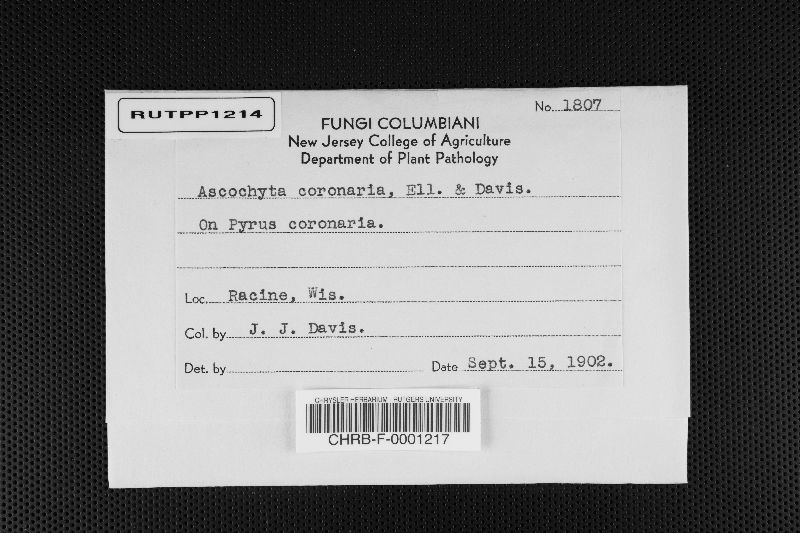 RUTPP1214
No. 1807
FUNGI COLUMBIANI
New Jersey College of Agriculture
Department of Plant Pathology
Ascochyta coronaria, Ell. & Davis.
On Pyrus coronaria.
Loc. Racine, Wis.
Col. by J. J. Davis.
Det. by Date Sept. 15, 1902.
CHRYSLER HERBARIUM - RUTGERS UNIVERSITY
CHRB-F-0001217